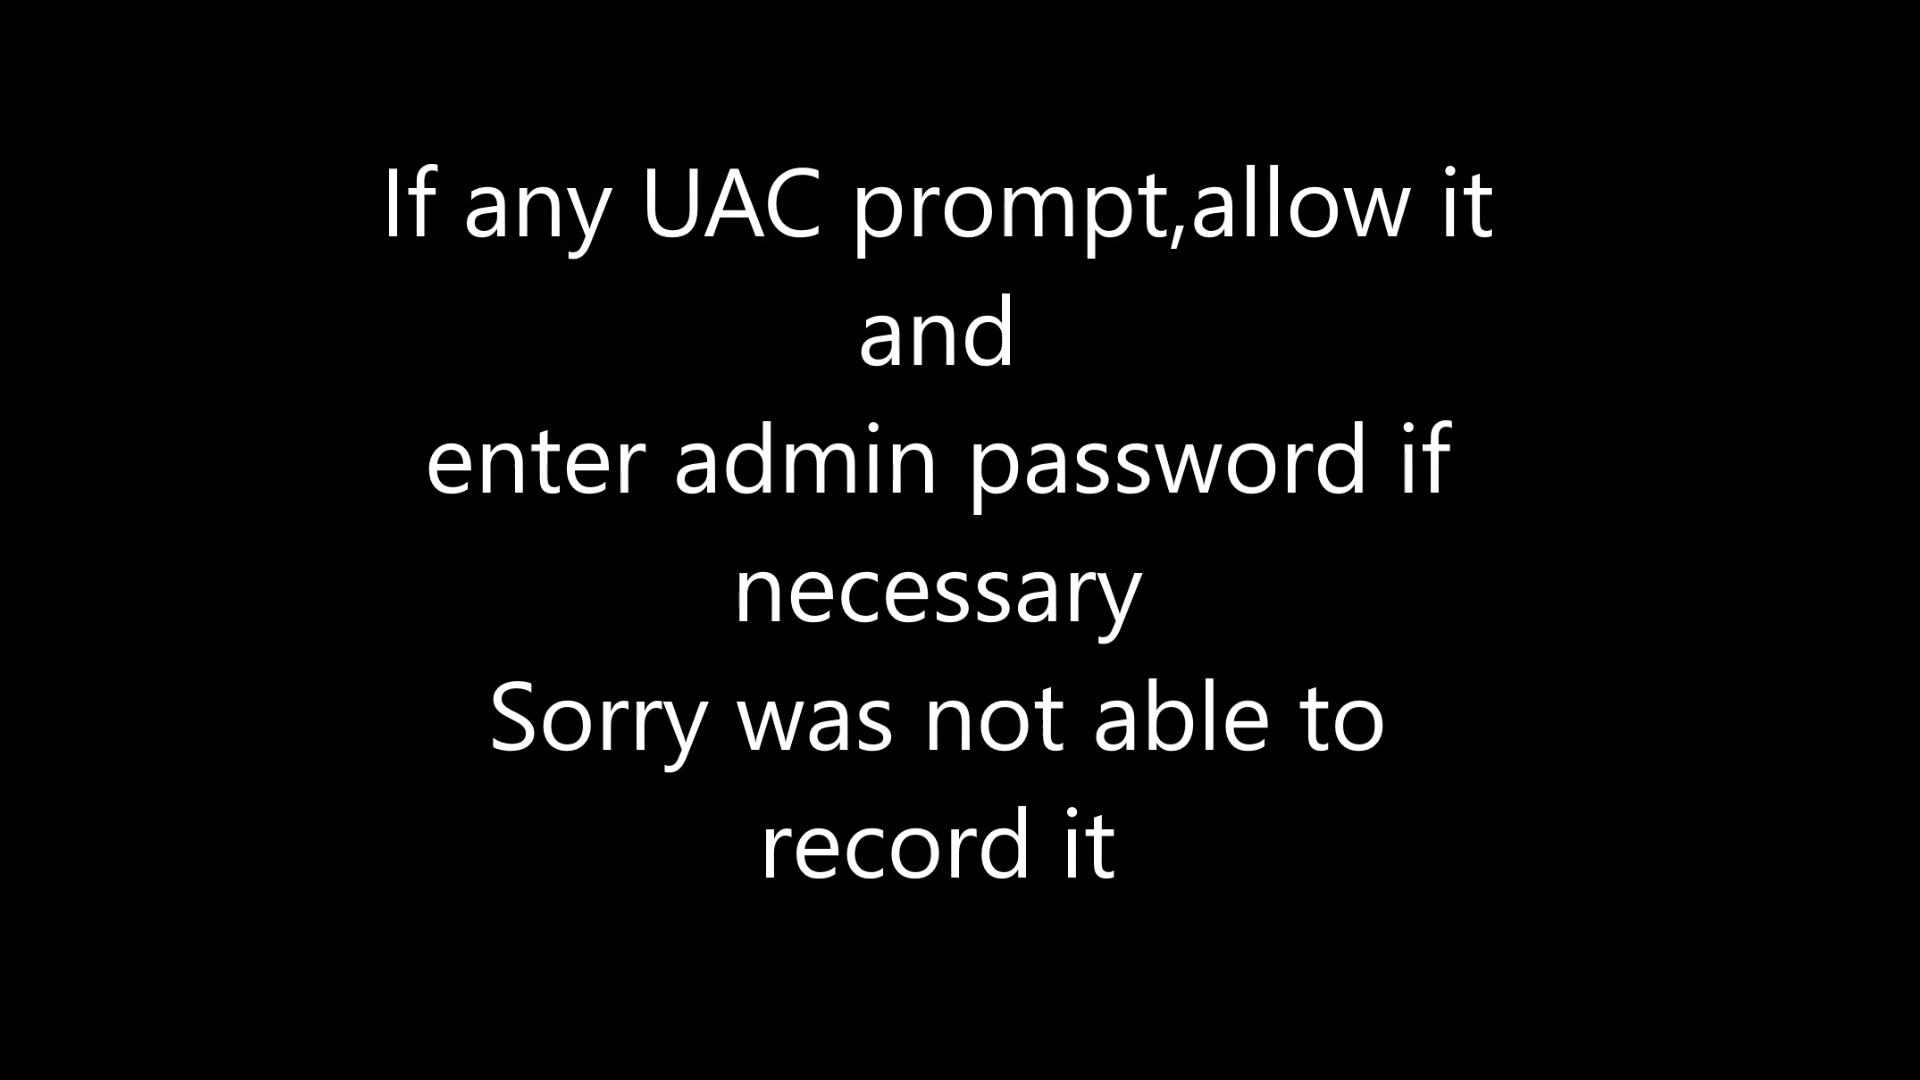 If any UAC prompt,allow it
and
enter admin password if
necessary
Sorry was not able to
record it